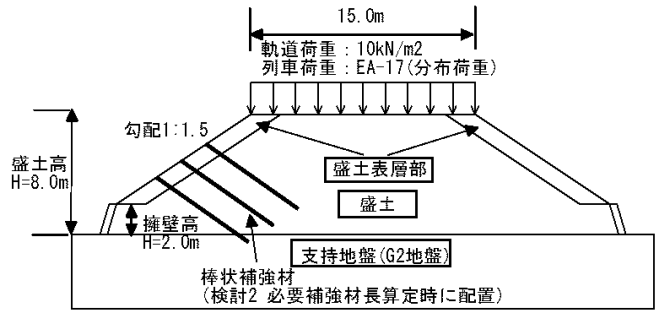 15.0m
軌道荷重：10kN/m2
列車荷重：EA-17(分布荷重)
勾配1:1.5
盛土高
H=8.0m
盛土表層部
盛土
擁壁高
H=2.0m
支持地盤(G2地盤)
棒状補強材
(検討2 必要補強材長算定時に配置)